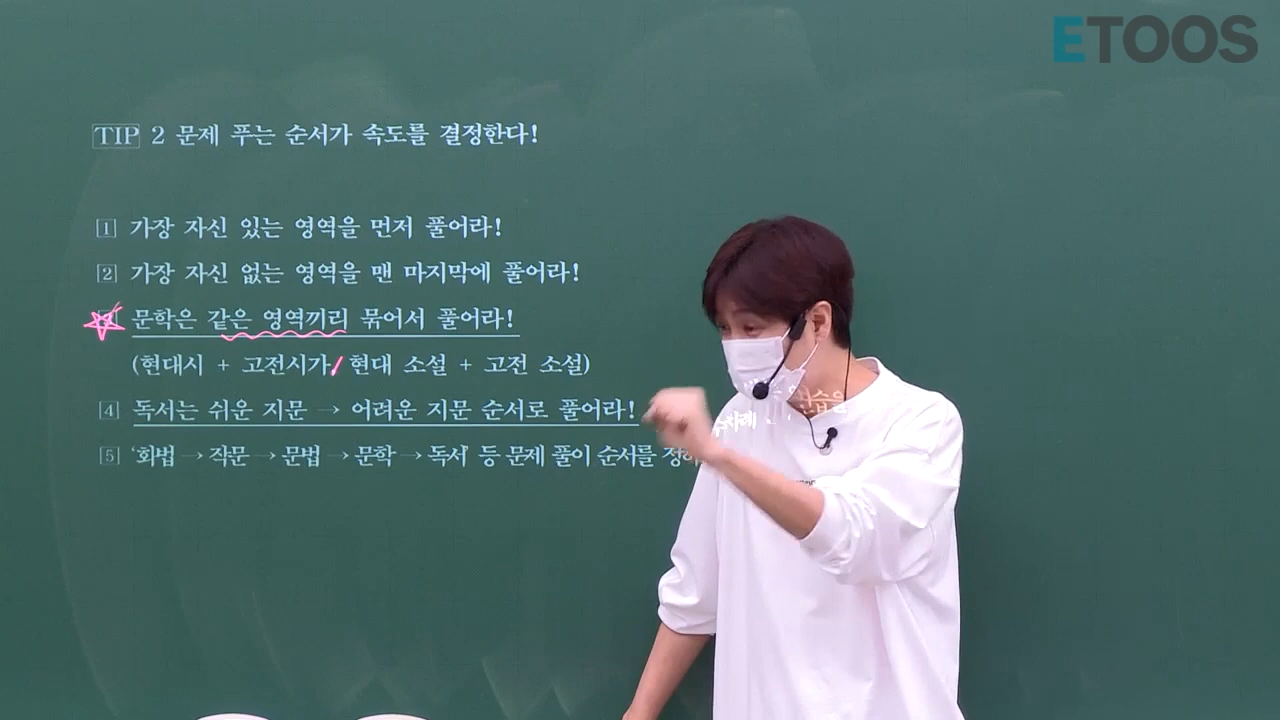 ETOOS
TIP 2 문제 푸는 순서가 속도를 결정한다!
1 가장 자신 있는 영역을 먼저 풀어라!
2 가장 자신 없는 영역을 맨 마지막에 풀어라!
문학은 같은 영역끼리 묶어서 풀어라!
(현대시 + 고전시가/현대 소설 + 고전 소설)
4 독서는 쉬운 지문 → 어려운 지문 순서로 풀어라!
5 '화법 → 작문 → 문법 → 문학 → 독서' 등 문제 풀이 순서를